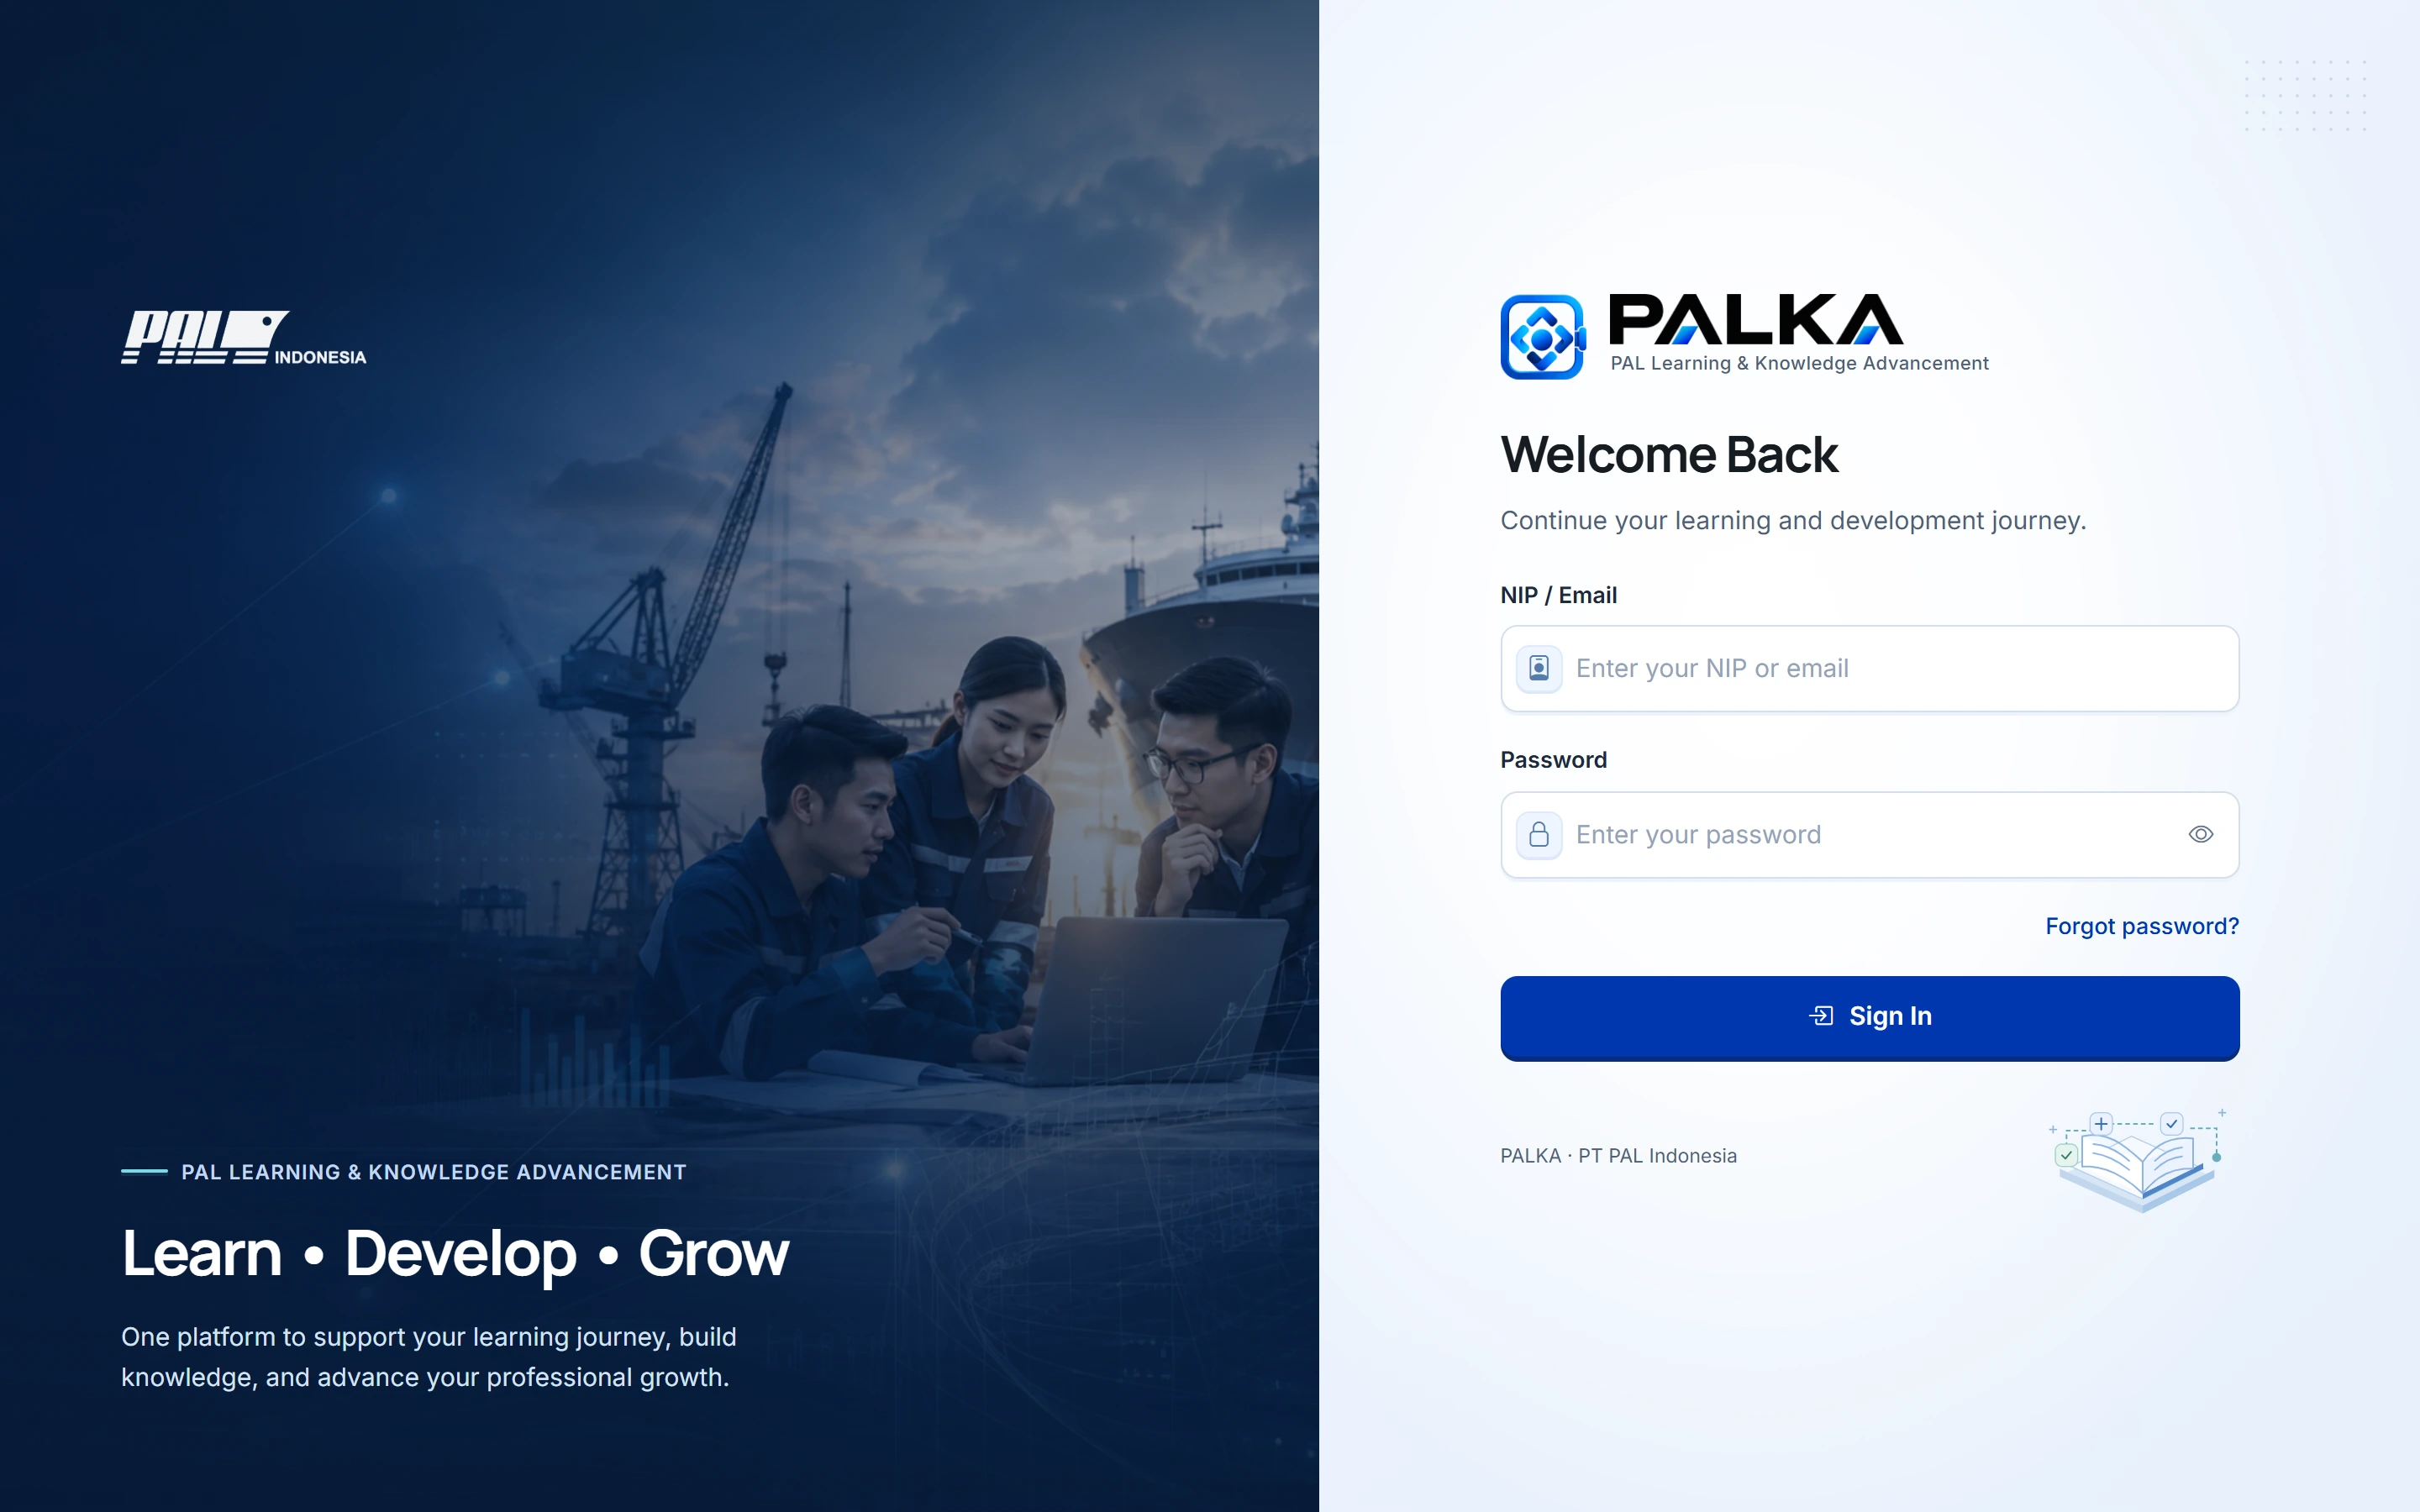 PAL INDONESIA
PAL LEARNING & KNOWLEDGE ADVANCEMENT
Learn • Develop • Grow
One platform to support your learning journey, build
knowledge, and advance your professional growth.
PALKA
PAL Learning & Knowledge Advancement
Welcome Back
Continue your learning and development journey.
NIP / Email
Enter your NIP or email
Password
Enter your password
Forgot password?
Sign In
PALKA · PT PAL Indonesia